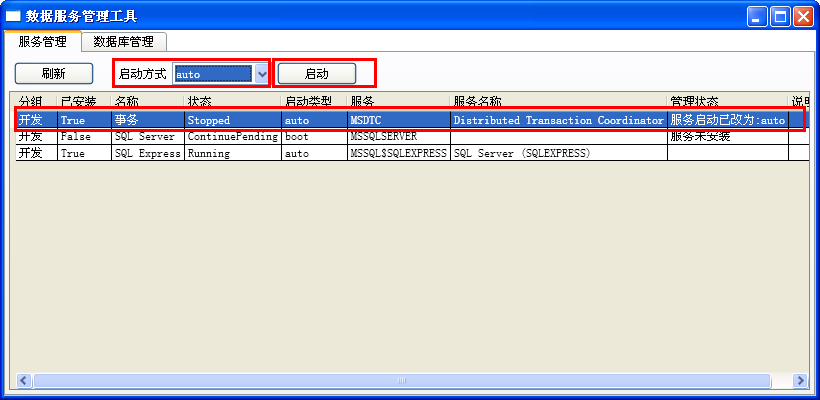 数据服务管理工具
服务管理 数据库管理
刷新 启动方式 auto 启动
分组 已安装 名称 状态 启动类型 服务 服务名称 管理状态 说明
开发 True 事务 Stopped auto MSDTC Distributed Transaction Coordinator 服务启动已改为:auto
开发 False SQL Server ContinuePending boot MSSQLSERVER 服务未安装
开发 True SQL Express Running auto MSSQL$SQLEXPRESS SQL Server (SQLEXPRESS)